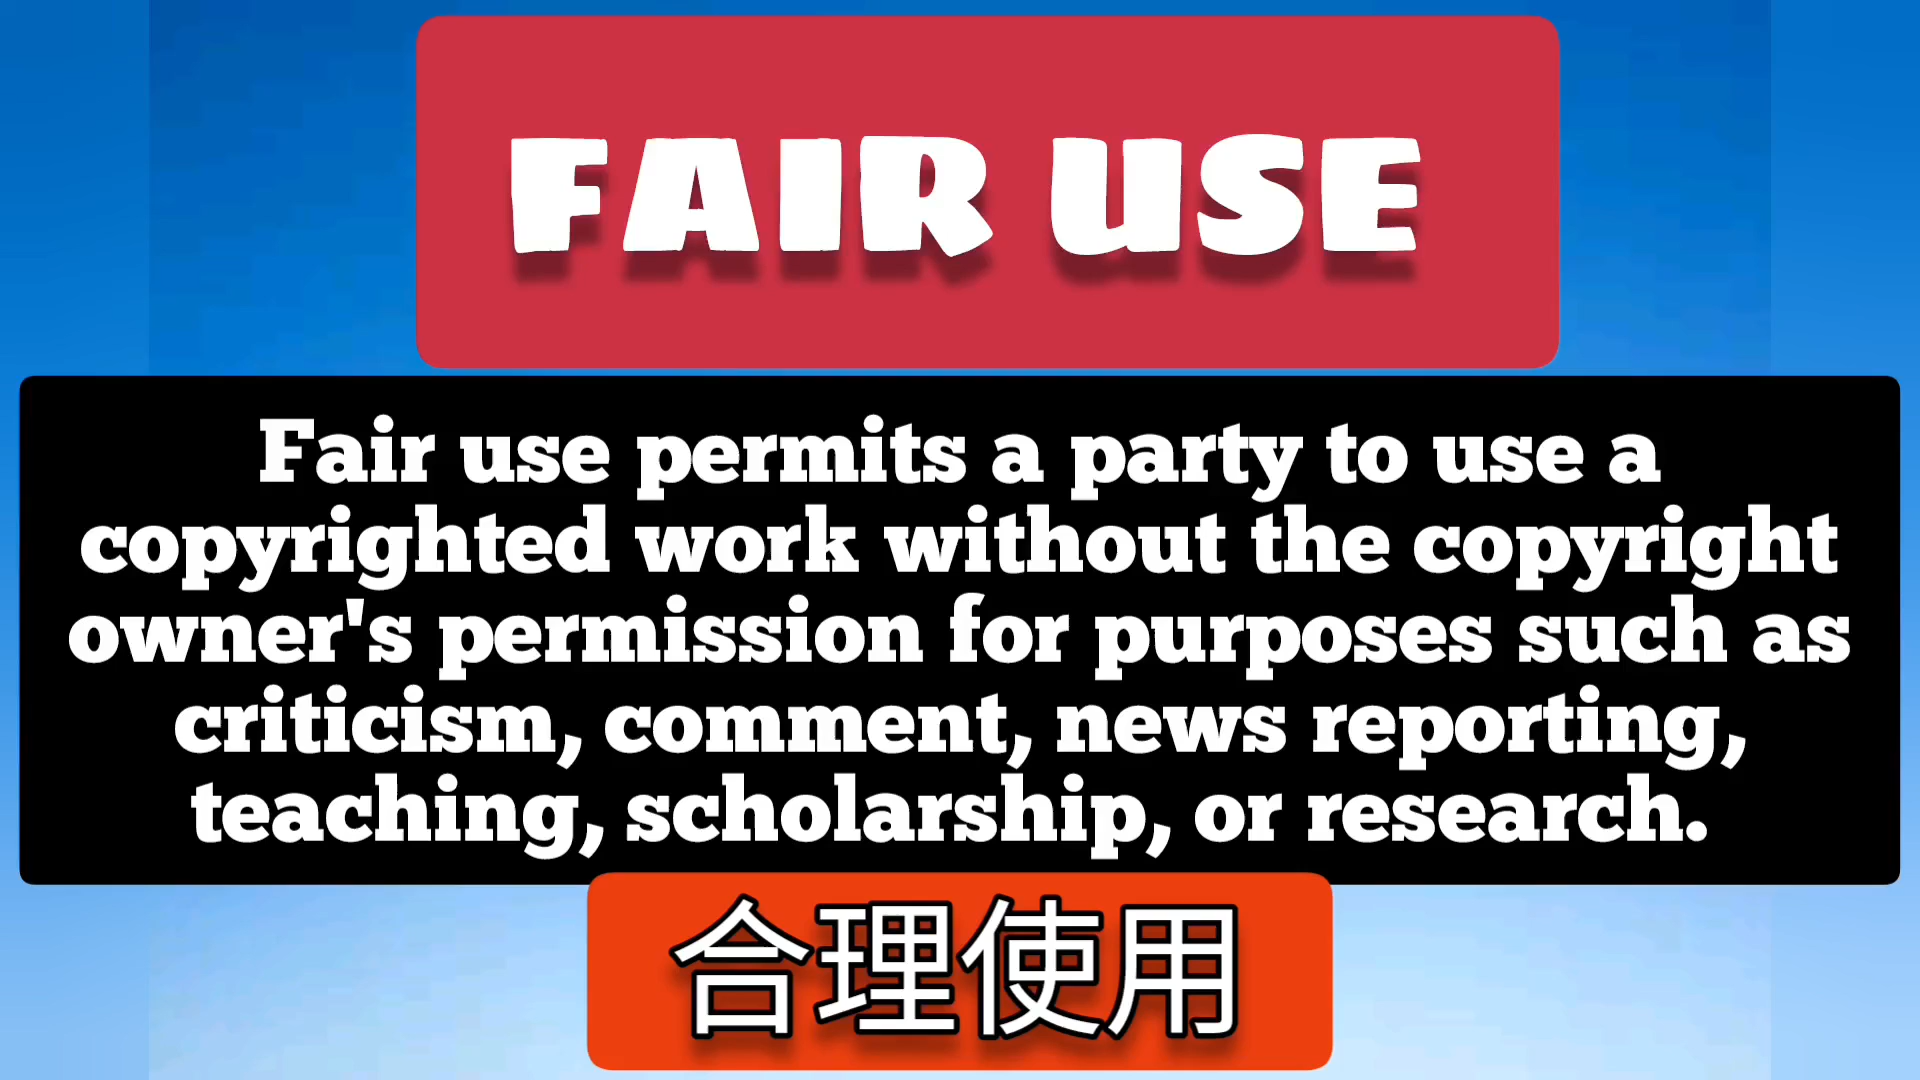 FAIR USE
Fair use permits a party to use a
copyrighted work without the copyright
owner's permission for purposes such as
criticism, comment, news reporting,
teaching, scholarship, or research.
合理使用